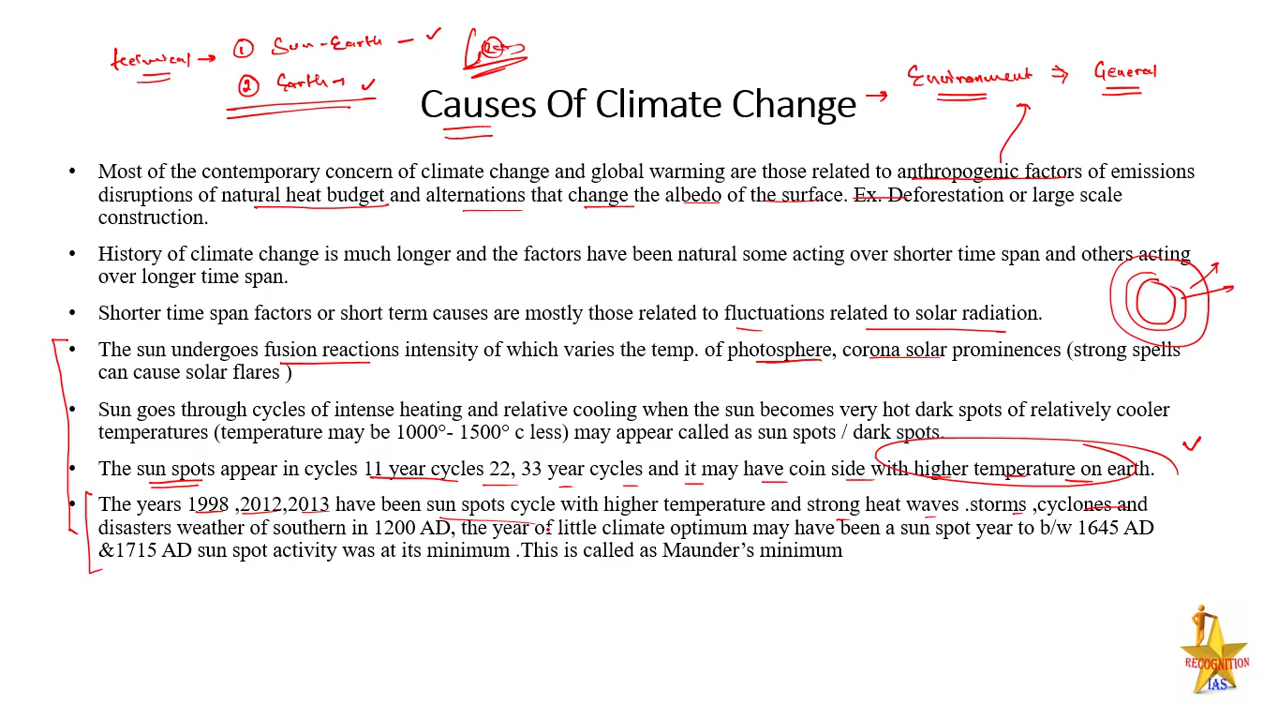 technical → ① Sun-Earth - ✓
② Earth → ✓
Environment ⇒ General
Causes Of Climate Change →
• Most of the contemporary concern of climate change and global warming are those related to anthropogenic factors of emissions
disruptions of natural heat budget and alternations that change the albedo of the surface. Ex. Deforestation or large scale
construction.
• History of climate change is much longer and the factors have been natural some acting over shorter time span and others acting
over longer time span.
• Shorter time span factors or short term causes are mostly those related to fluctuations related to solar radiation.
• The sun undergoes fusion reactions intensity of which varies the temp. of photosphere, corona solar prominences (strong spells
can cause solar flares )
• Sun goes through cycles of intense heating and relative cooling when the sun becomes very hot dark spots of relatively cooler
temperatures (temperature may be 1000°- 1500° c less) may appear called as sun spots / dark spots.
• The sun spots appear in cycles 11 year cycles 22, 33 year cycles and it may have coin side with higher temperature on earth.
• The years 1998 ,2012,2013 have been sun spots cycle with higher temperature and strong heat waves .storms ,cyclones and
disasters weather of southern in 1200 AD, the year of little climate optimum may have been a sun spot year to b/w 1645 AD
&1715 AD sun spot activity was at its minimum .This is called as Maunder's minimum
RECOGNITION
IAS